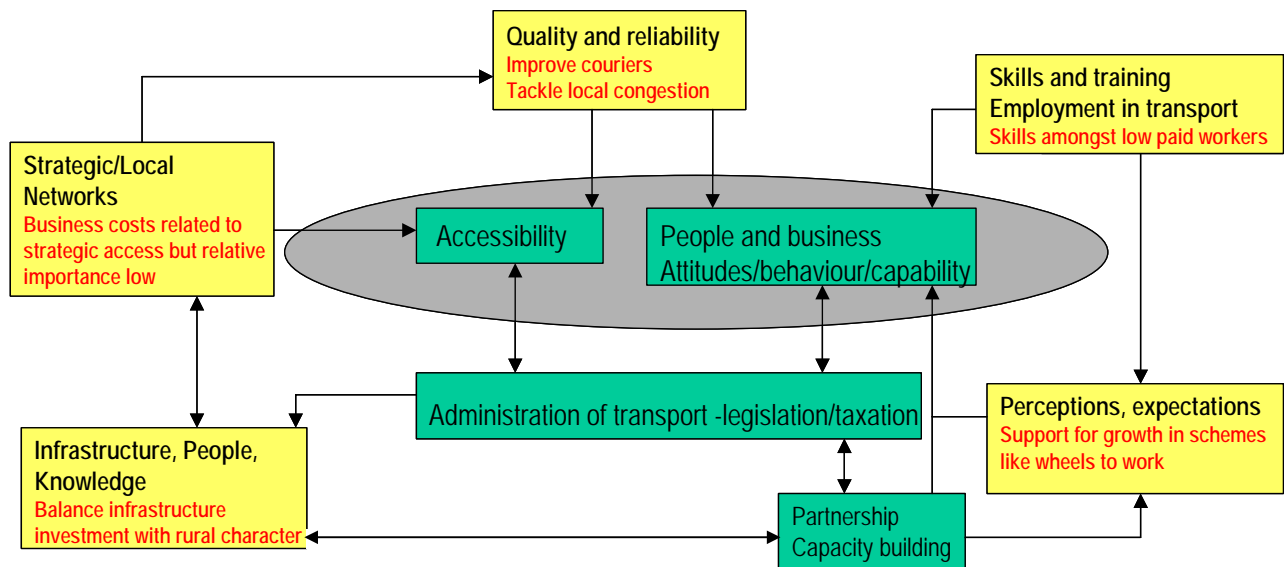 Quality and reliability
Improve couriers
Tackle local congestion
Skills and training
Employment in transport
Skills amongst low paid workers
Strategic/Local
Networks
Business costs related to
strategic access but relative
importance low
Accessibility
People and business
Attitudes/behaviour/capability
Administration of transport -legislation/taxation
Perceptions, expectations
Support for growth in schemes
like wheels to work
Infrastructure, People,
Knowledge
Balance infrastructure
investment with rural character
Partnership
Capacity building